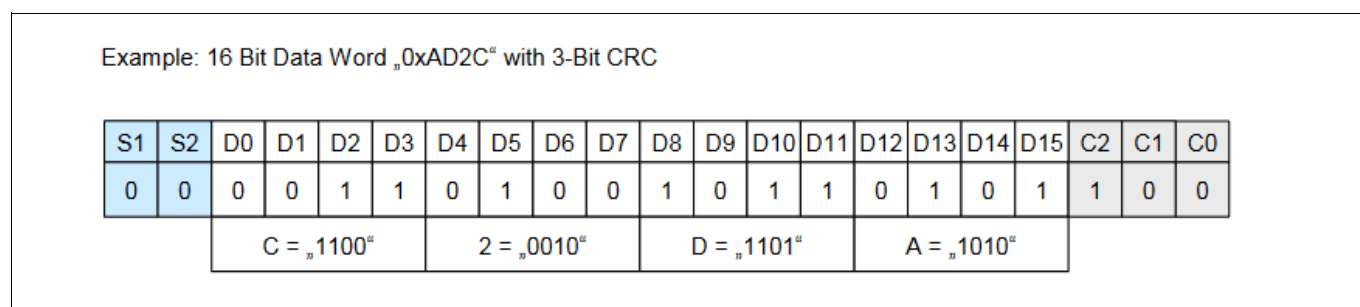 Example: 16 Bit Data Word „0xAD2C“ with 3-Bit CRC
S1 S2 D0 D1 D2 D3 D4 D5 D6 D7 D8 D9 D10 D11 D12 D13 D14 D15 C2 C1 C0
0 0 0 0 1 1 0 1 0 0 1 0 1 1 0 1 0 1 1 0 0
C = „1100“ 2 = „0010“ D = „1101“ A = „1010“